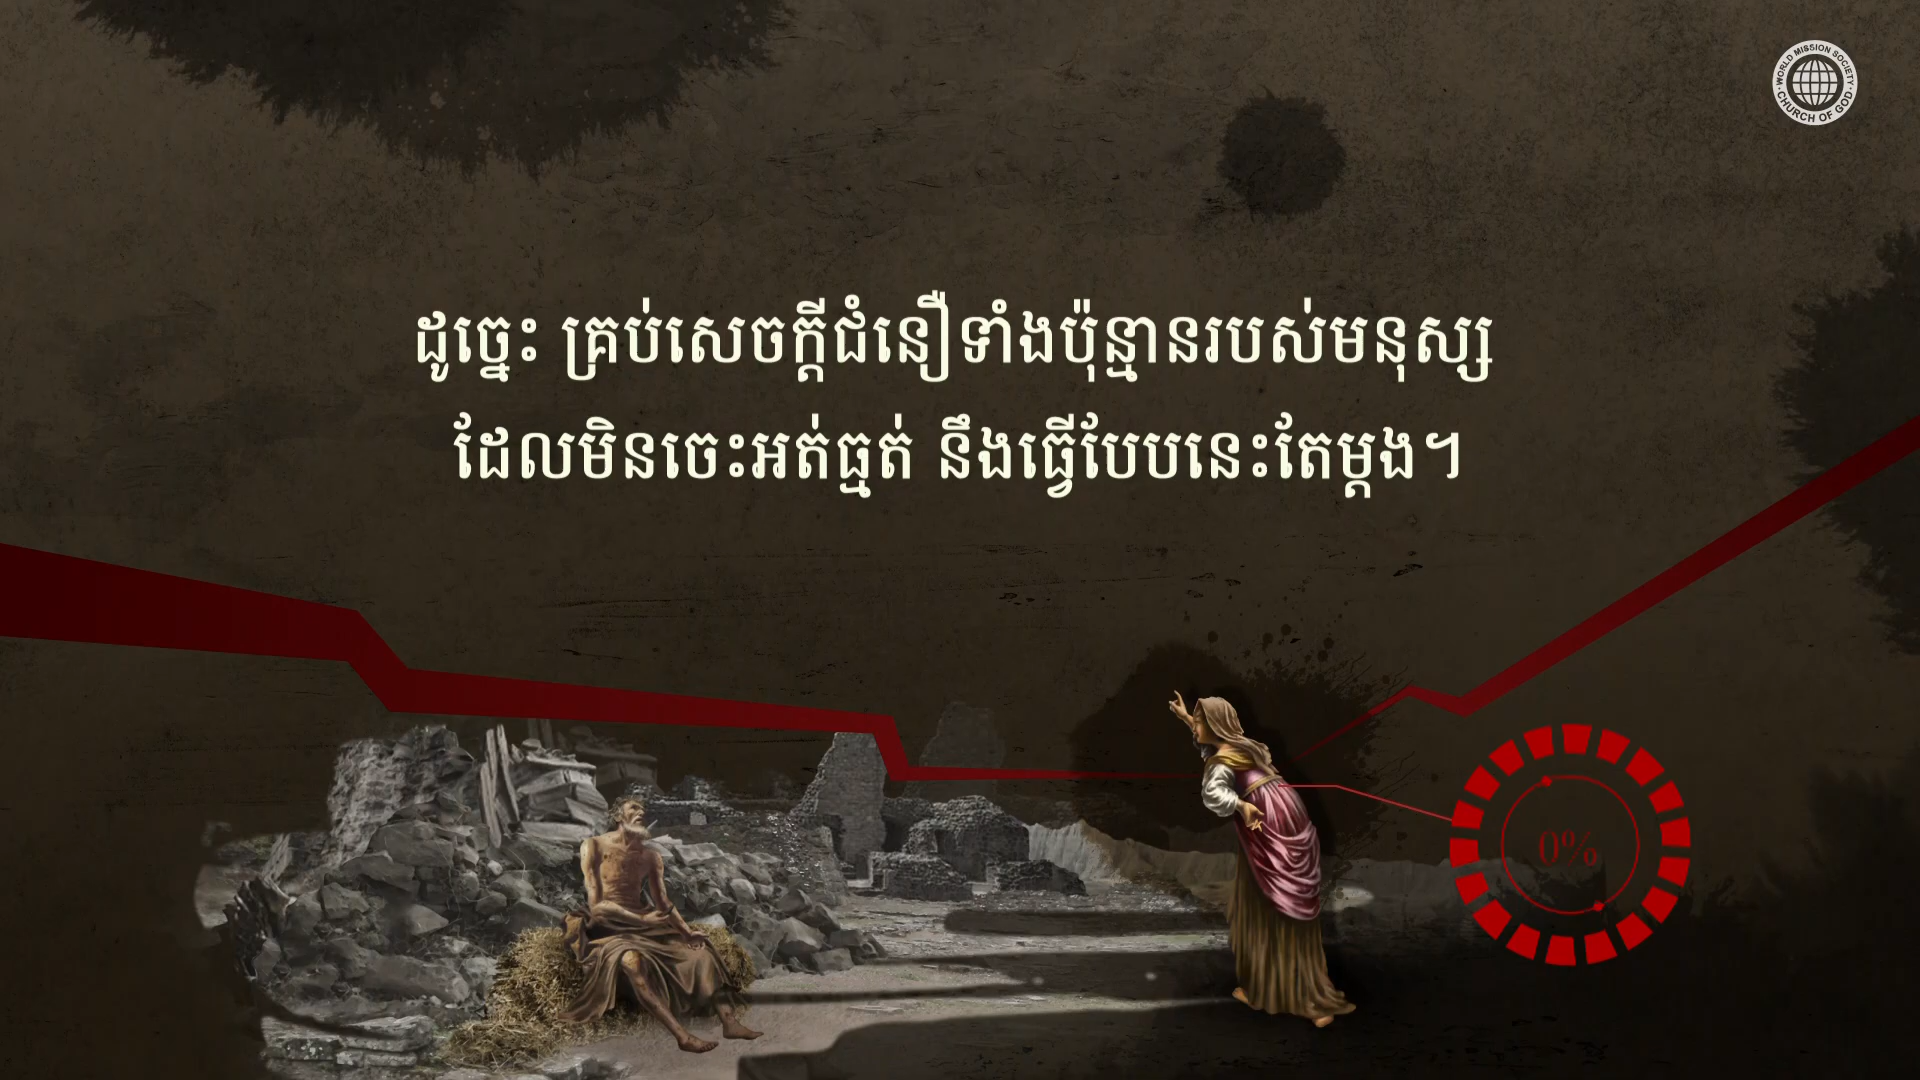 WORLD MISSION SOCIETY
CHURCH OF GOD
ដូច្នេះ គ្រប់សេចក្តីជំនឿទាំងប៉ុន្មានរបស់មនុស្ស
ដែលមិនចេះអត់ធ្មត់ នឹងធ្វើបែបនេះតែម្តង។
0%